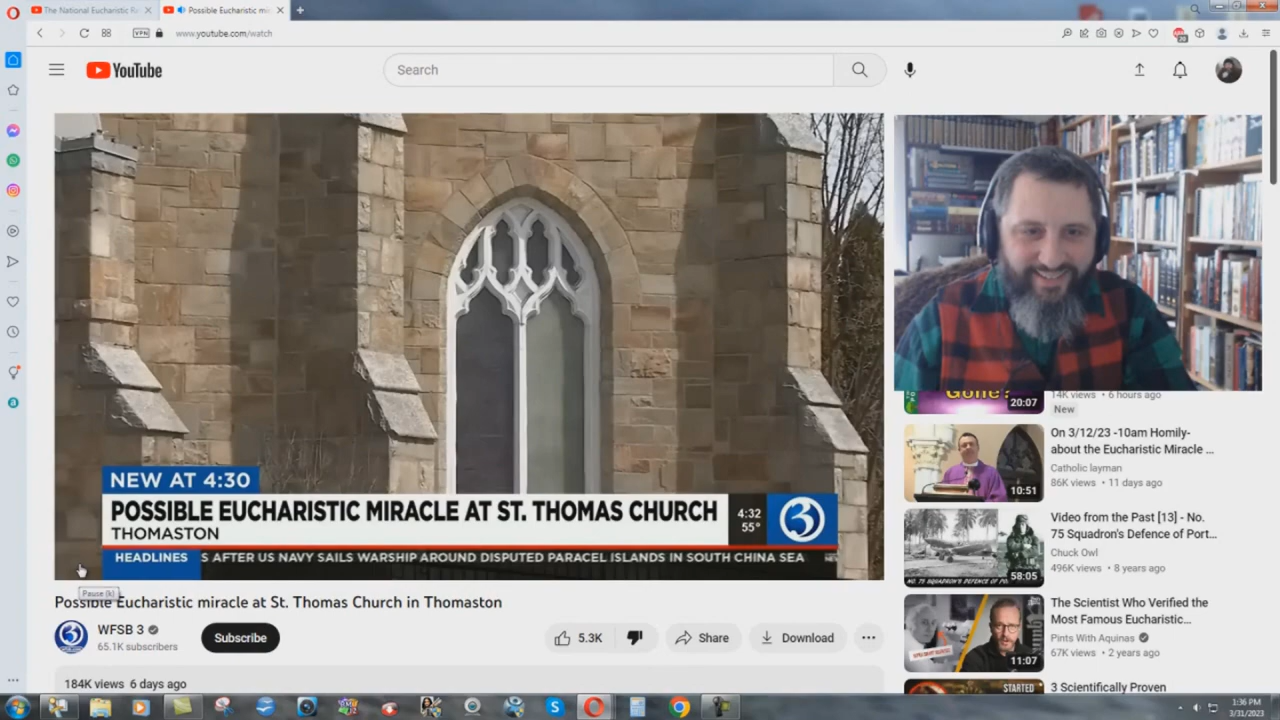 The National Eucharistic Re
Possible Eucharistic mir
VPN
www.youtube.com/watch
20
YouTube
Search
NEW AT 4:30
POSSIBLE EUCHARISTIC MIRACLE AT ST. THOMAS CHURCH
THOMASTON
4:32
55°
3
HEADLINES
S AFTER US NAVY SAILS WARSHIP AROUND DISPUTED PARACEL ISLANDS IN SOUTH CHINA SEA
Pause (k)
Possible Eucharistic miracle at St. Thomas Church in Thomaston
WFSB 3
65.1K subscribers
Subscribe
5.3K
Share
Download
184K views 6 days ago
Gone?
20:07
14K views • 6 hours ago
New
On 3/12/23 -10am Homily-
about the Eucharistic Miracle ...
Catholic layman
86K views • 11 days ago
10:51
Video from the Past [13] - No.
75 Squadron's Defence of Port...
Chuck Owl
496K views • 8 years ago
58:05
The Scientist Who Verified the
Most Famous Eucharistic...
Pints With Aquinas
67K views • 2 years ago
11:07
STARTED
3 Scientifically Proven
1:36 PM
3/31/2023